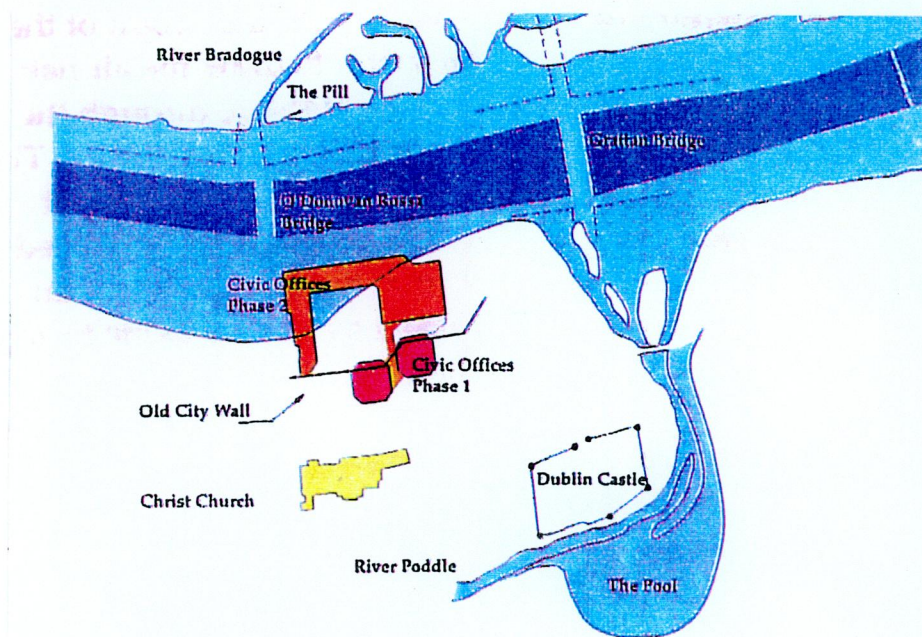 River Bradogue
The Pill
Grattan Bridge
O'Donovan Rossa
Bridge
Civic Offices
Phase 2
Civic Offices
Phase 1
Old City Wall
Christ Church
Dublin Castle
River Poddle
The Pool